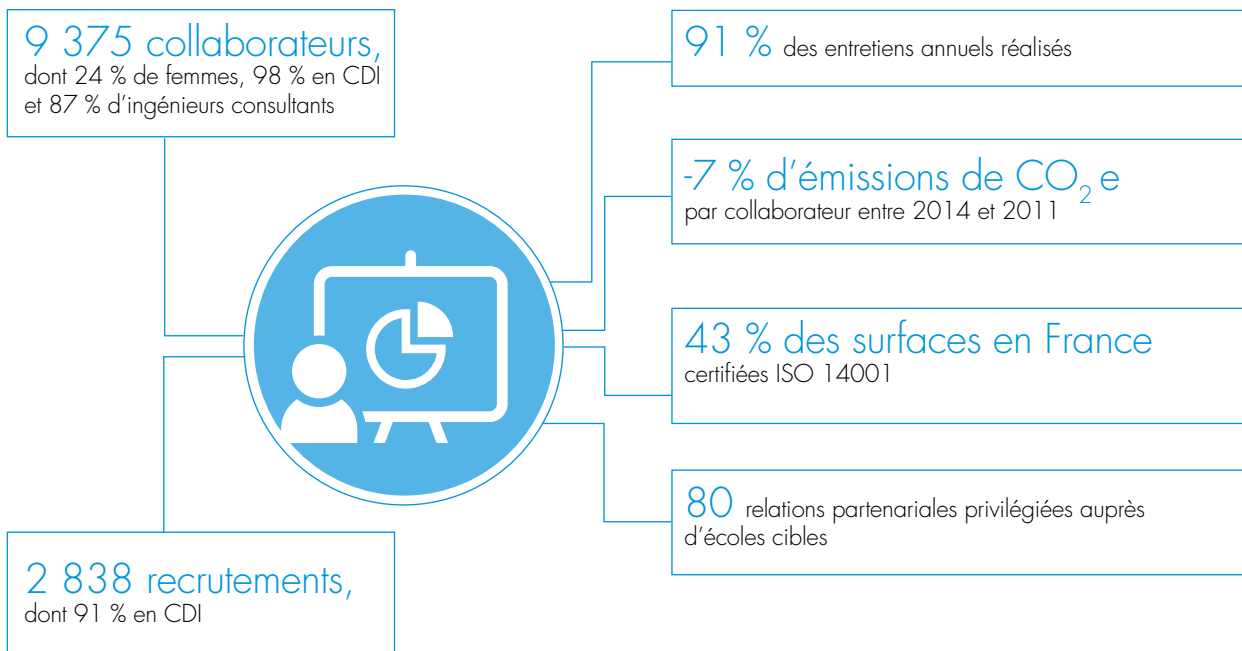 9 375 collaborateurs,
dont 24 % de femmes, 98 % en CDI
et 87 % d’ingénieurs consultants
2 838 recrutements,
dont 91 % en CDI
91 % des entretiens annuels réalisés
-7 % d’émissions de CO₂ e
par collaborateur entre 2014 et 2011
43 % des surfaces en France
certifiées ISO 14001
80 relations partenariales privilégiées auprès
d’écoles cibles